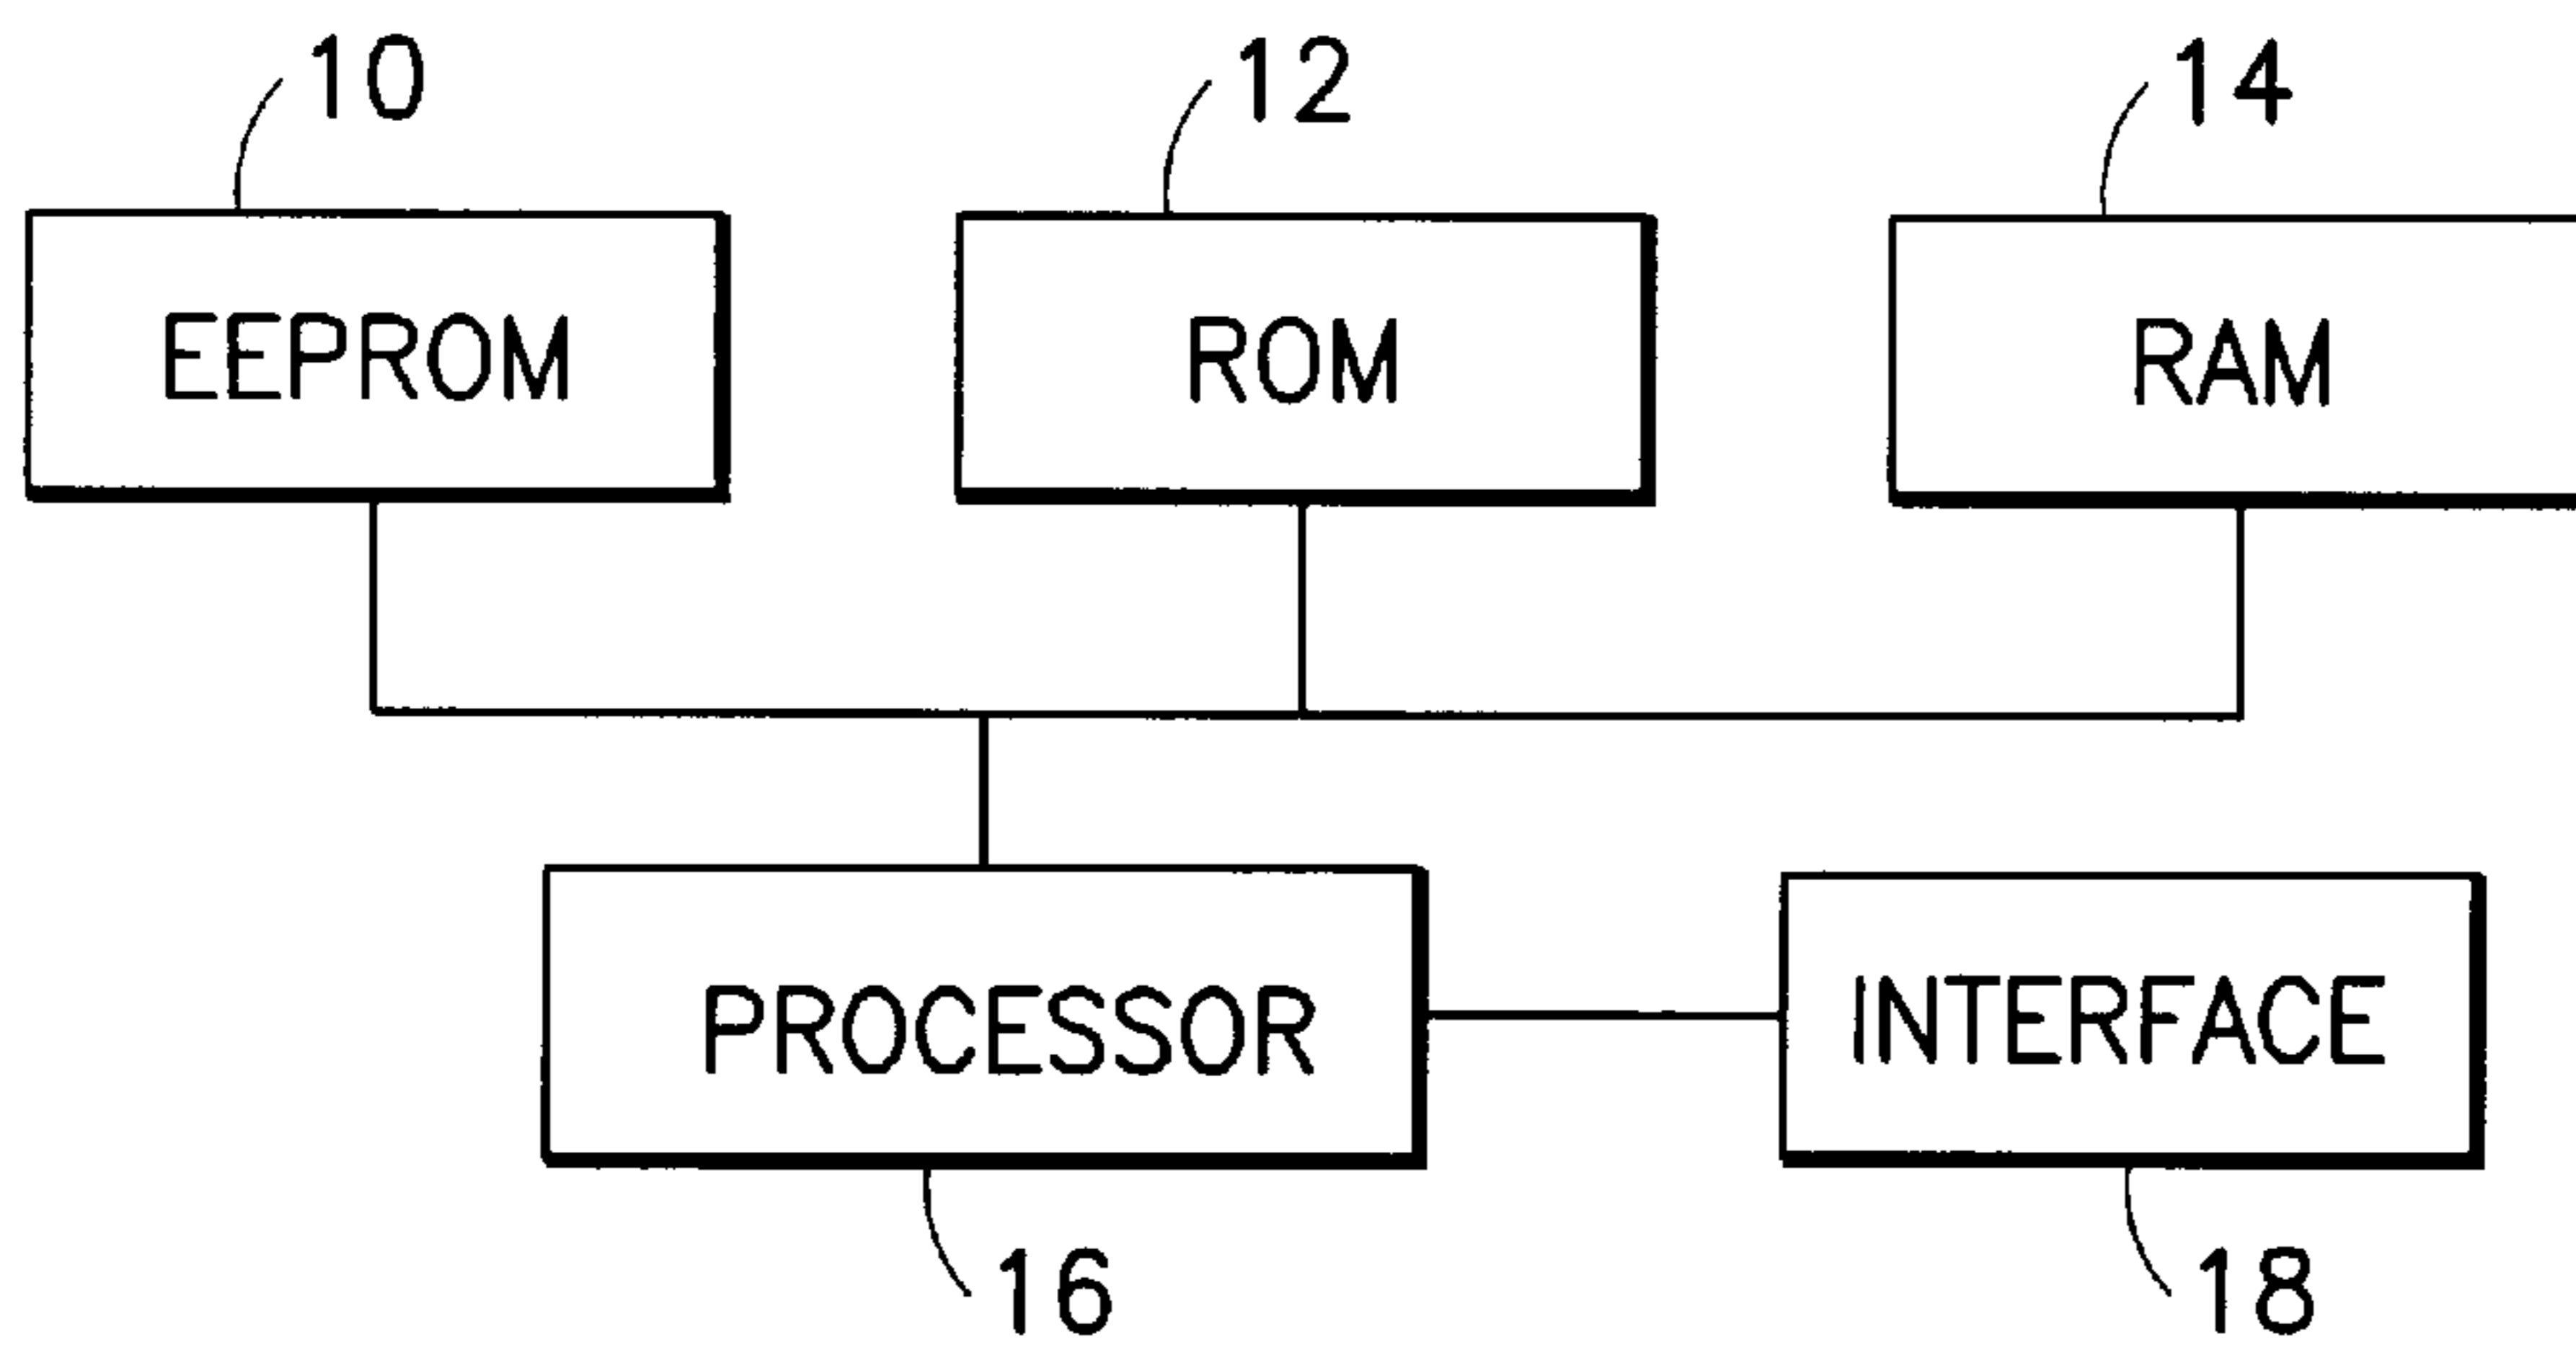 10 12 14
EEPROM ROM RAM
PROCESSOR INTERFACE
16 18